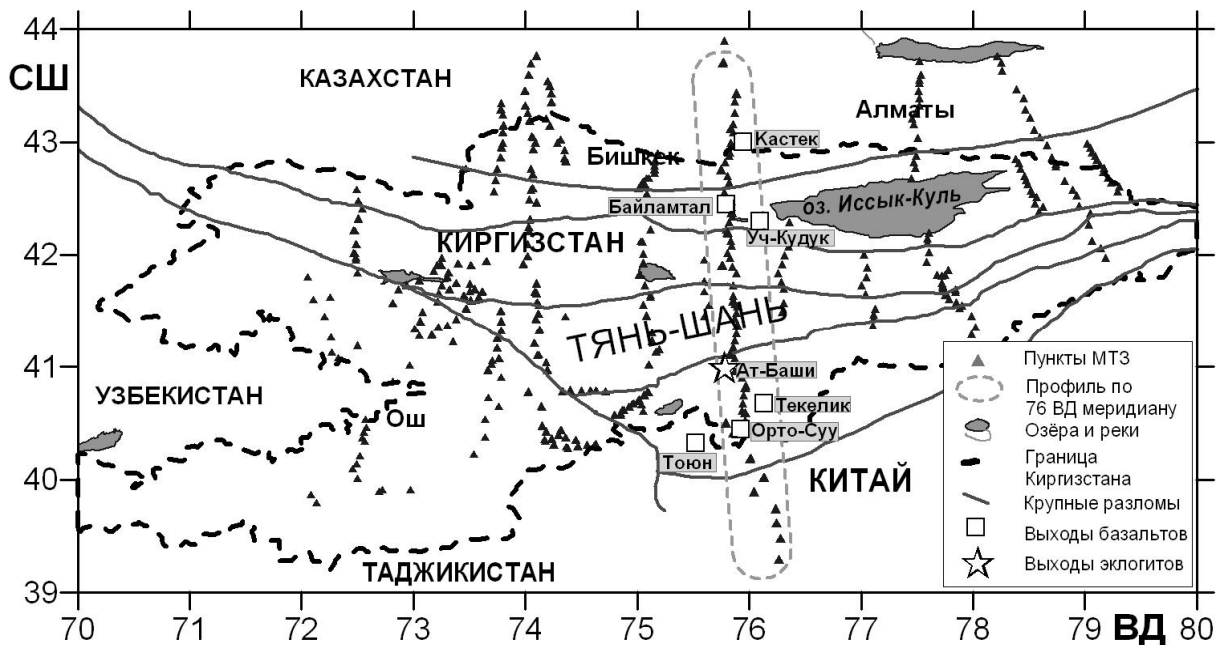 44
СШ
КАЗАХСТАН
Алматы
43
Кастек
Бишкек
Байламтал
оз. Иссык-Куль
Уч-Кудук
КИРГИЗСТАН
42
ТЯНЬ-ШАНЬ
41
Ат-Баши
УЗБЕКИСТАН
Ош
Текелик
Орто-Суу
Тоюн
40
КИТАЙ
ТАДЖИКИСТАН
39
Пункты МТЗ
Профиль по
76 ВД меридиану
Озёра и реки
Граница
Киргизстана
Крупные разломы
Выходы базальтов
Выходы эклогитов
70 71 72 73 74 75 76 77 78 79 ВД 80